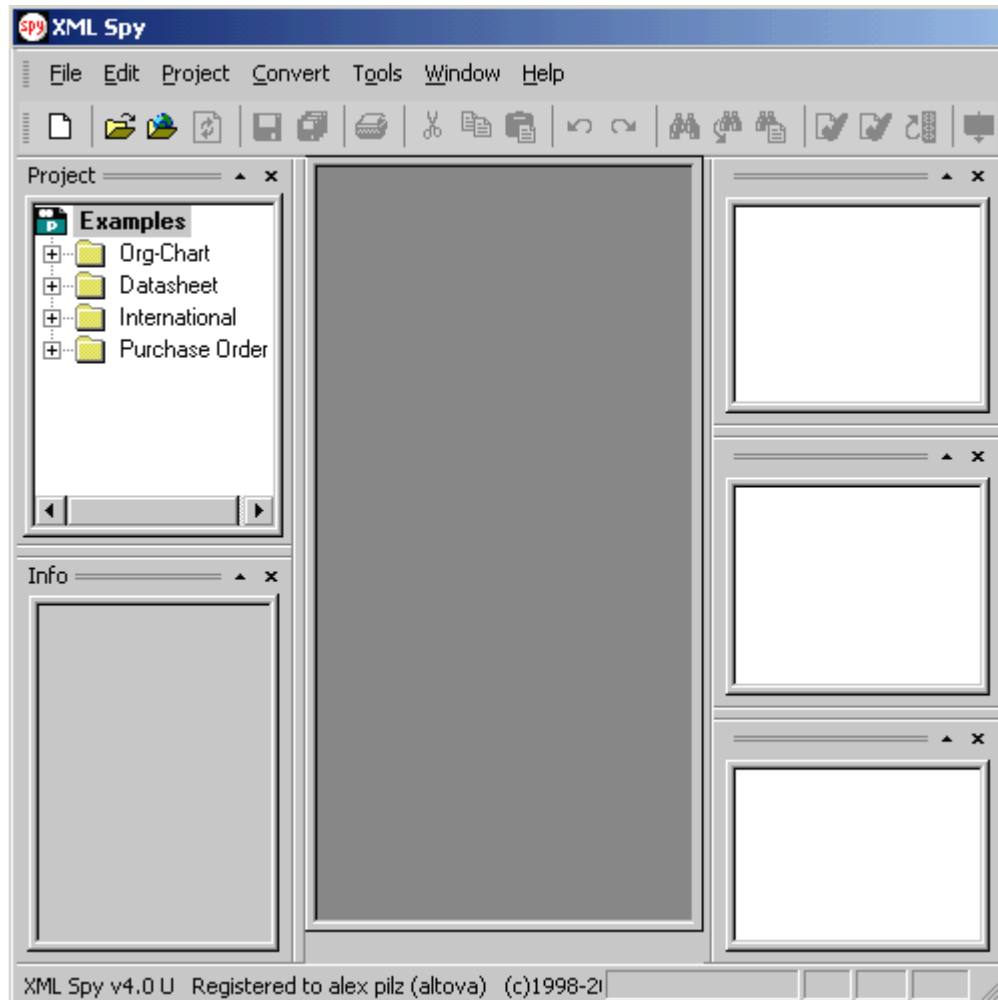 spy XML Spy
File Edit Project Convert Tools Window Help
Project
Examples
Org-Chart
Datasheet
International
Purchase Order
Info
XML Spy v4.0 U Registered to alex pilz (altova) (c)1998-2